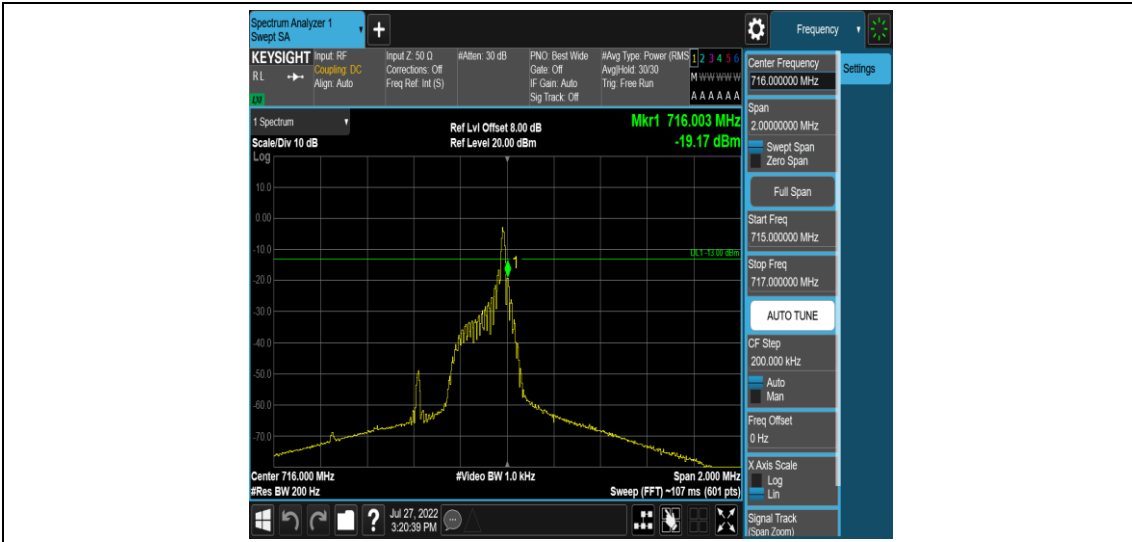 Spectrum Analyzer 1
Swept SA
+
Frequency
KEYSIGHT
RL
LXI
Input: RF
Coupling: DC
Align: Auto
Input Z: 50 Ω
Corrections: Off
Freq Ref: Int (S)
#Atten: 30 dB
PNO: Best Wide
Gate: Off
IF Gain: Auto
Sig Track: Off
#Avg Type: Power (RMS
Avg|Hold: 30/30
Trig: Free Run
1 2 3 4 5 6
M W W W W W
A A A A A A
1 Spectrum
Scale/Div 10 dB
Log
Ref Lvl Offset 8.00 dB
Ref Level 20.00 dBm
Mkr1 716.003 MHz
-19.17 dBm
10.0
0.00
-10.0
-20.0
-30.0
-40.0
-50.0
-60.0
-70.0
DL1 -13.00 dBm
1
Center 716.000 MHz
#Res BW 200 Hz
#Video BW 1.0 kHz
Span 2.000 MHz
Sweep (FFT) ~107 ms (601 pts)
?
Jul 27, 2022
3:20:39 PM
Center Frequency
716.000000 MHz
Span
2.00000000 MHz
Swept Span
Zero Span
Full Span
Start Freq
715.000000 MHz
Stop Freq
717.000000 MHz
AUTO TUNE
CF Step
200.000 kHz
Auto
Man
Freq Offset
0 Hz
X Axis Scale
Log
Lin
Signal Track
(Span Zoom)
Settings